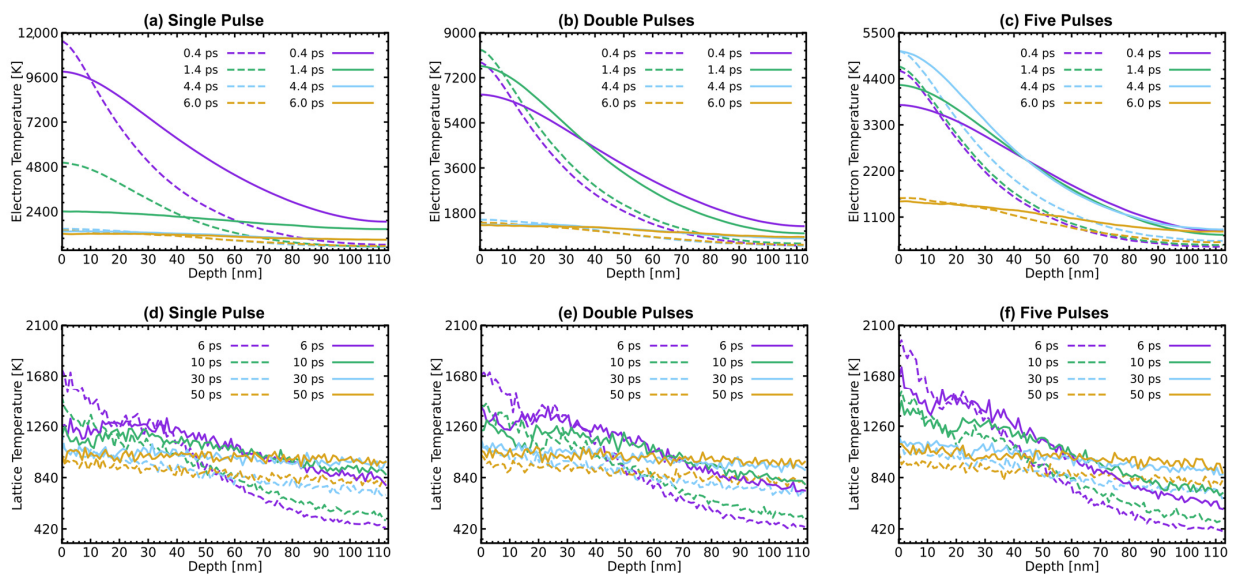 (a) Single Pulse
Electron Temperature [K]
12000
9600
7200
4800
2400
0.4 ps 0.4 ps
1.4 ps 1.4 ps
4.4 ps 4.4 ps
6.0 ps 6.0 ps
0 10 20 30 40 50 60 70 80 90 100 110
Depth [nm]
(b) Double Pulses
Electron Temperature [K]
9000
7200
5400
3600
1800
0.4 ps 0.4 ps
1.4 ps 1.4 ps
4.4 ps 4.4 ps
6.0 ps 6.0 ps
0 10 20 30 40 50 60 70 80 90 100 110
Depth [nm]
(c) Five Pulses
Electron Temperature [K]
5500
4400
3300
2200
1100
0.4 ps 0.4 ps
1.4 ps 1.4 ps
4.4 ps 4.4 ps
6.0 ps 6.0 ps
0 10 20 30 40 50 60 70 80 90 100 110
Depth [nm]
(d) Single Pulse
Lattice Temperature [K]
2100
1680
1260
840
420
6 ps 6 ps
10 ps 10 ps
30 ps 30 ps
50 ps 50 ps
0 10 20 30 40 50 60 70 80 90 100 110
Depth [nm]
(e) Double Pulses
Lattice Temperature [K]
2100
1680
1260
840
420
6 ps 6 ps
10 ps 10 ps
30 ps 30 ps
50 ps 50 ps
0 10 20 30 40 50 60 70 80 90 100 110
Depth [nm]
(f) Five Pulses
Lattice Temperature [K]
2100
1680
1260
840
420
6 ps 6 ps
10 ps 10 ps
30 ps 30 ps
50 ps 50 ps
0 10 20 30 40 50 60 70 80 90 100 110
Depth [nm]